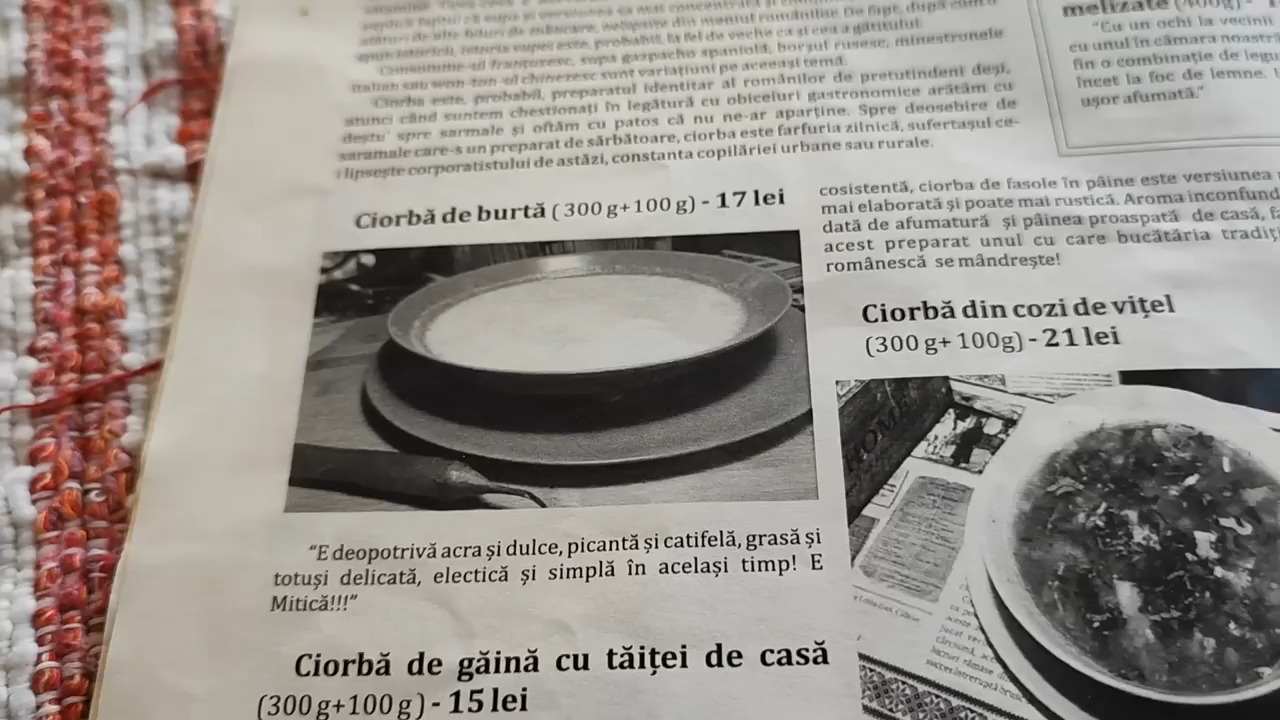 Consomme-ul franțuzesc, supa gazpacho spaniolă, borșul rusesc, minestronele
italian sau won-ton-ul chinezesc sunt variațiuni pe aceeași temă.
Ciorba este, probabil, preparatul identitar al românilor de pretutindeni deși,
atunci când suntem chestionați în legătură cu obiceiuri gastronomice arătăm cu
deștu' spre sarmale și oftăm cu patos că nu ne-ar aparține. Spre deosebire de
saramale care-s un preparat de sărbătoare, ciorba este farfuria zilnică, sufertașul ce-
i lipsește corporatistului de astăzi, constanta copilăriei urbane sau rurale.
Ciorbă de burtă (300 g+100 g) - 17 lei
"E deopotrivă acra și dulce, picantă și catifelă, grasă și
totuși delicată, electică și simplă în același timp! E
Mitică!!!"
Ciorbă de găină cu tăiței de casă
(300 g+100 g) - 15 lei
melizate (400g) -
"Cu un ochi la vecinii
cu unul în cămara noastră
fin o combinație de legu
încet la foc de lemne.
ușor afumată."
cosistentă, ciorba de fasole în pâine este versiunea
mai elaborată și poate mai rustică. Aroma inconfund
dată de afumatură și pâinea proaspată de casă, f
acest preparat unul cu care bucătăria tradiț
românescă se mândrește!
Ciorbă din cozi de vițel
(300 g+ 100g) - 21 lei
HOME